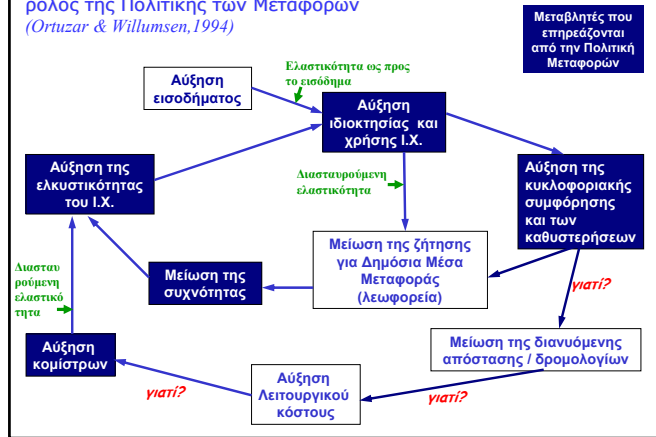 ρόλος της Πολιτικής των Μεταφορών
(Ortuzar & Willumsen,1994)
Μεταβλητές που
επηρεάζονται
από την Πολιτική
Μεταφορών
Ελαστικότητα ως προς
το εισόδημα
Αύξηση
εισοδήματος
Αύξηση
ιδιοκτησίας και
χρήσης Ι.Χ.
Διασταυρούμενη
ελαστικότητα
Αύξηση της
ελκυστικότητας
του Ι.Χ.
Αύξηση της
κυκλοφοριακής
συμφόρησης
και των
καθυστερήσεων
Μείωση της ζήτησης
για Δημόσια Μέσα
Μεταφοράς
(λεωφορεία)
Μείωση της
συχνότητας
Διασταυ
ρούμενη
ελαστικό
τητα
γιατί?
Μείωση της διανυόμενης
απόστασης / δρομολογίων
Αύξηση
κομίστρων
Αύξηση
Λειτουργικού
κόστους
γιατί?
γιατί?